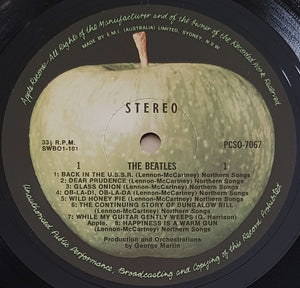 Apple Records. All Rights of the Manufacturer and of the Owner of the Recorded Work Reserved.
MADE BY E.M.I. (AUSTRALIA) LIMITED SYDNEY, N.S.W.
STEREO
33⅓ R.P.M. PCSO-7067
SWBO1-101
1 THE BEATLES 1
1 BACK IN THE U.S.S.R. (Lennon-McCartney) Northern Songs
2 DEAR PRUDENCE (Lennon-McCartney) Northern Songs
3 GLASS ONION (Lennon-McCartney) Northern Songs
4 OB-LA-DI, OB-LA-DA (Lennon-McCartney) Northern Songs
5 WILD HONEY PIE (Lennon-McCartney) Northern Songs
6 THE CONTINUING STORY OF BUNGALOW BILL
(Lennon-McCartney) Northern Songs
7 WHILE MY GUITAR GENTLY WEEPS (G. Harrison)
Apple. 8 HAPPINESS IS A WARM GUN
(Lennon-McCartney) Northern Songs
Production and Orchestrations
by George Martin
Unauthorised Public Performance, Broadcasting and Copying of this Record Prohibited